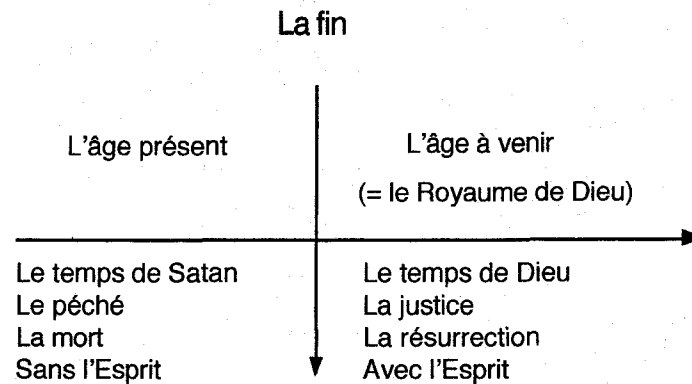 La fin
L'âge présent
L'âge à venir
(= le Royaume de Dieu)
Le temps de Satan
Le péché
La mort
Sans l'Esprit
Le temps de Dieu
La justice
La résurrection
Avec l'Esprit